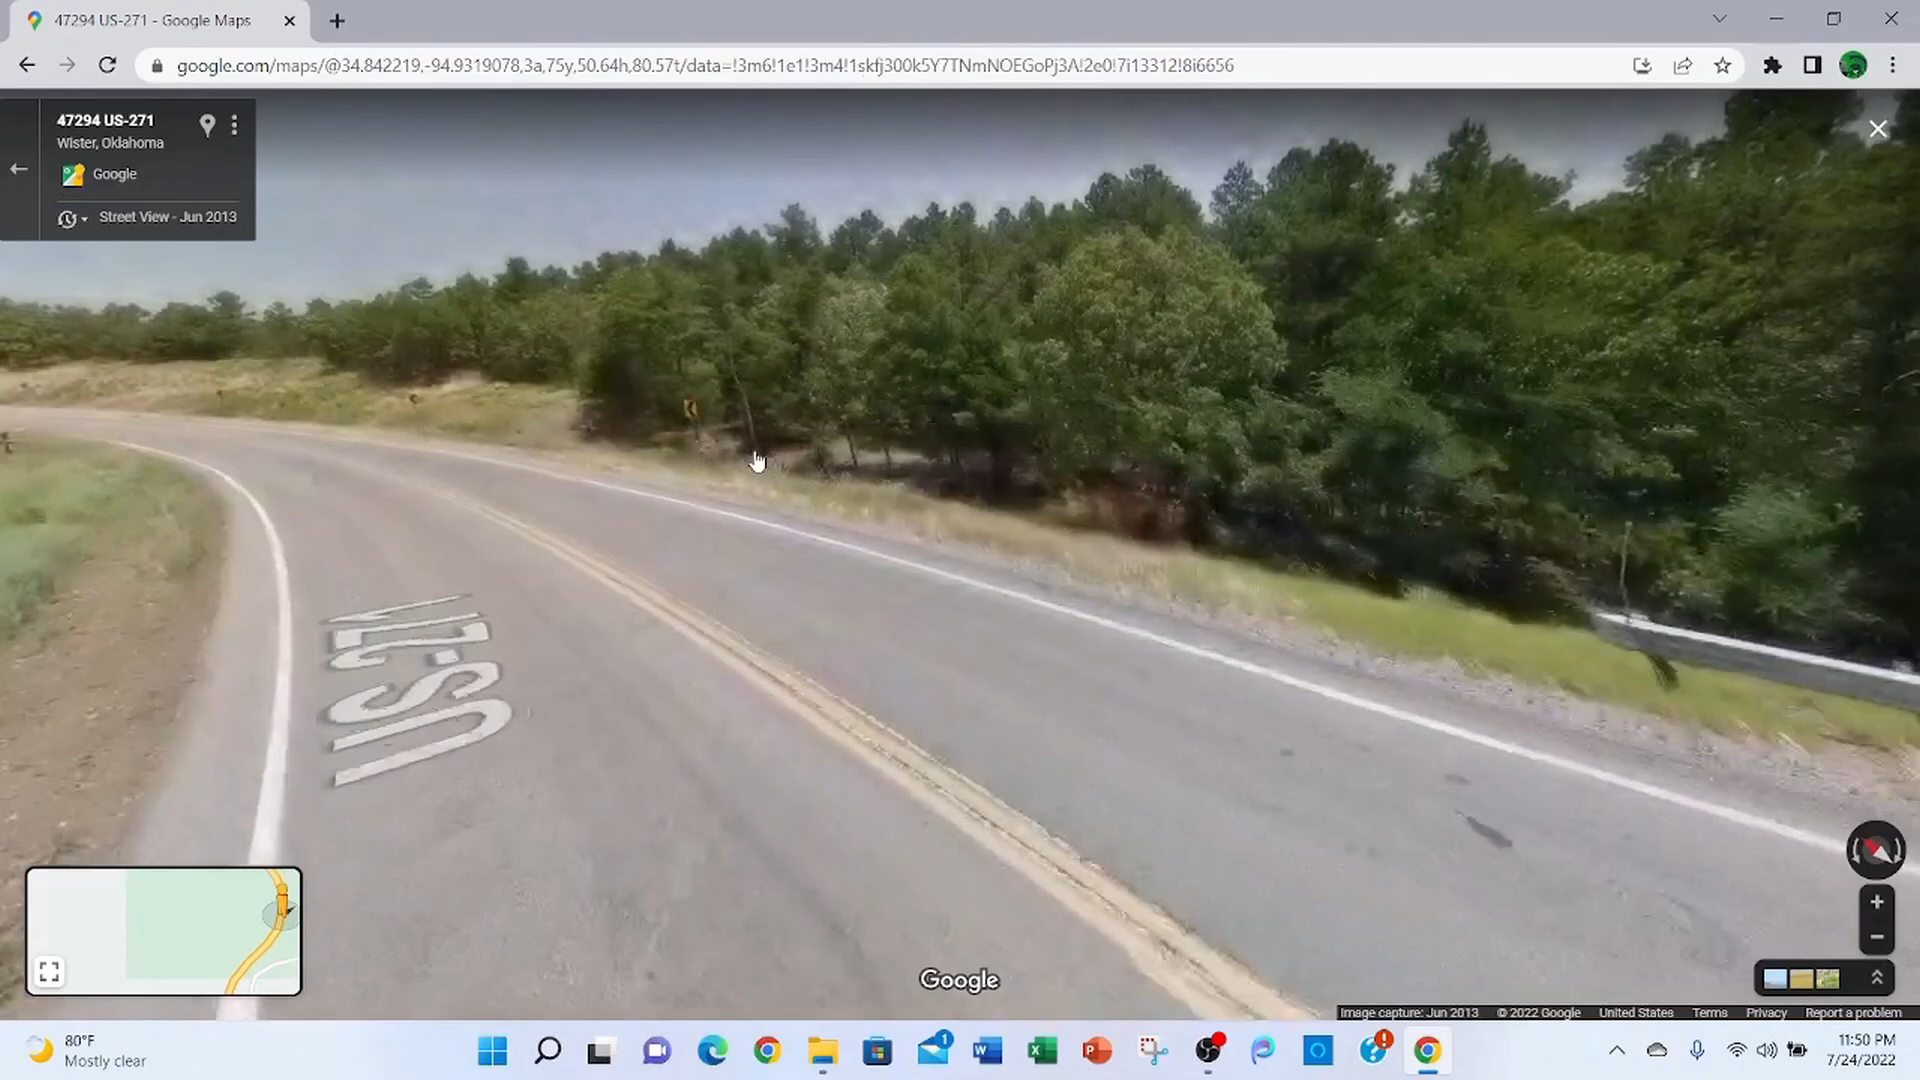 47294 US-271 - Google Maps
google.com/maps/@34.842219,-94.9319078,3a,75y,50.64h,80.57t/data=!3m6!1e1!3m4!1skfj300k5Y7TNmNOEGoPj3A!2e0!7i13312!8i6656
47294 US-271
Wister, Oklahoma
Google
Street View - Jun 2013
US-271
Google
Image capture: Jun 2013 © 2022 Google United States Terms Privacy Report a problem
80°F
Mostly clear
1
11:50 PM
7/24/2022